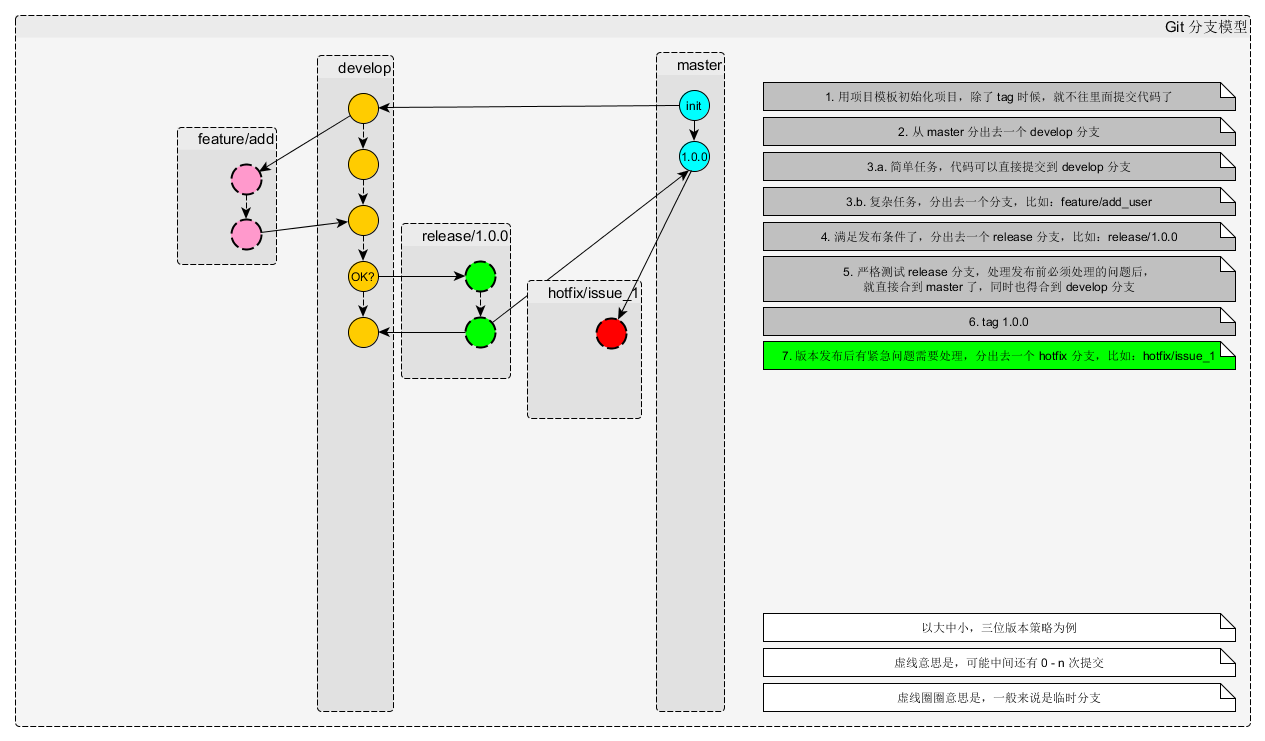 Git 分支模型
develop
master
feature/add
init
1.0.0
release/1.0.0
OK?
hotfix/issue_1
1. 用项目模板初始化项目，除了 tag 时候，就不往里面提交代码了
2. 从 master 分出去一个 develop 分支
3.a. 简单任务，代码可以直接提交到 develop 分支
3.b. 复杂任务，分出去一个分支，比如：feature/add_user
4. 满足发布条件了，分出去一个 release 分支，比如：release/1.0.0
5. 严格测试 release 分支，处理发布前必须处理的问题后，
就直接合到 master 了，同时也得合到 develop 分支
6. tag 1.0.0
7. 版本发布后有紧急问题需要处理，分出去一个 hotfix 分支，比如：hotfix/issue_1
以大中小，三位版本策略为例
虚线意思是，可能中间还有 0 - n 次提交
虚线圈圈意思是，一般来说是临时分支